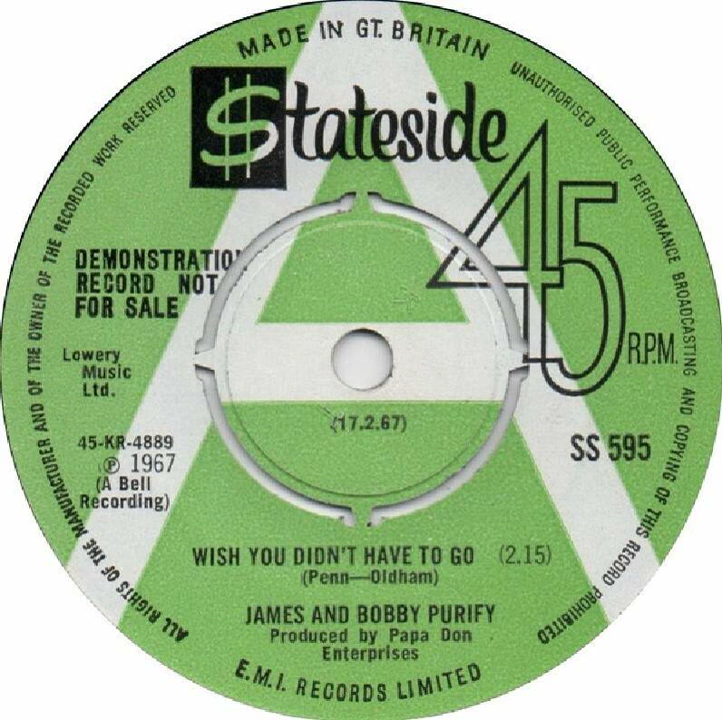 MADE IN GT. BRITAIN
$tateside
45
R.P.M.
DEMONSTRATION
RECORD NOT
FOR SALE
Lowery
Music
Ltd.
(17.2.67)
45-KR-4889
℗ 1967
(A Bell
Recording)
SS 595
WISH YOU DIDN'T HAVE TO GO (2.15)
(Penn—Oldham)
JAMES AND BOBBY PURIFY
Produced by Papa Don
Enterprises
E.M.I. RECORDS LIMITED
ALL RIGHTS OF THE MANUFACTURER AND OF THE OWNER OF THE RECORDED WORK RESERVED
UNAUTHORISED PUBLIC PERFORMANCE BROADCASTING AND COPYING OF THIS RECORD PROHIBITED
A